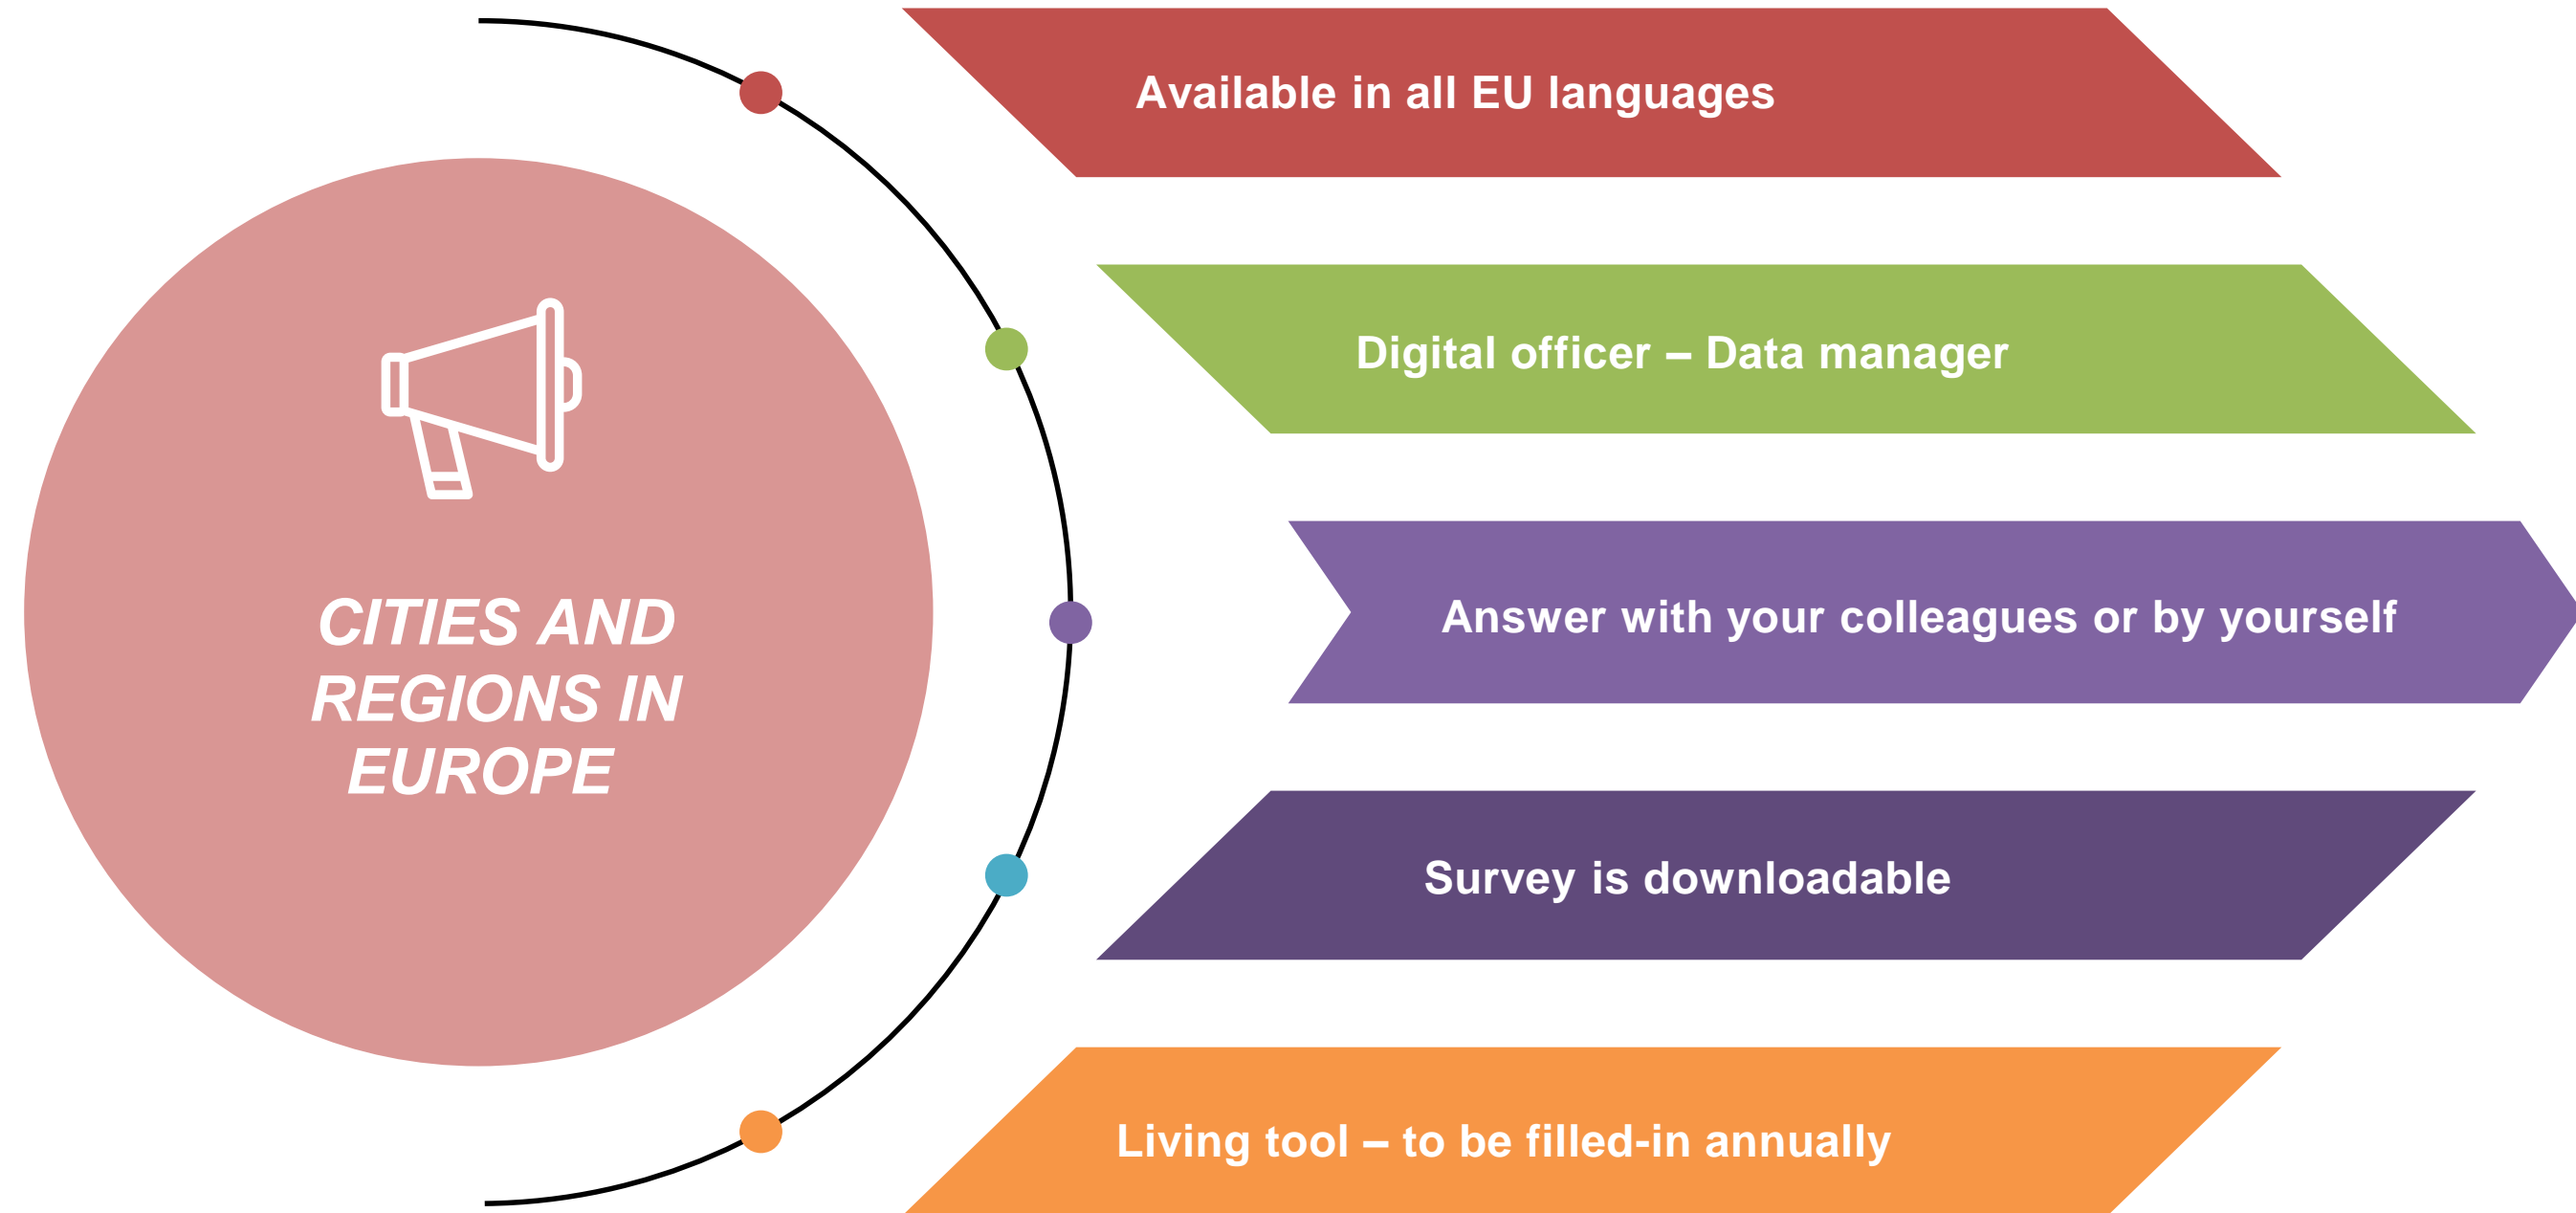 CITIES AND
REGIONS IN
EUROPE
Available in all EU languages
Digital officer – Data manager
Answer with your colleagues or by yourself
Survey is downloadable
Living tool – to be filled-in annually